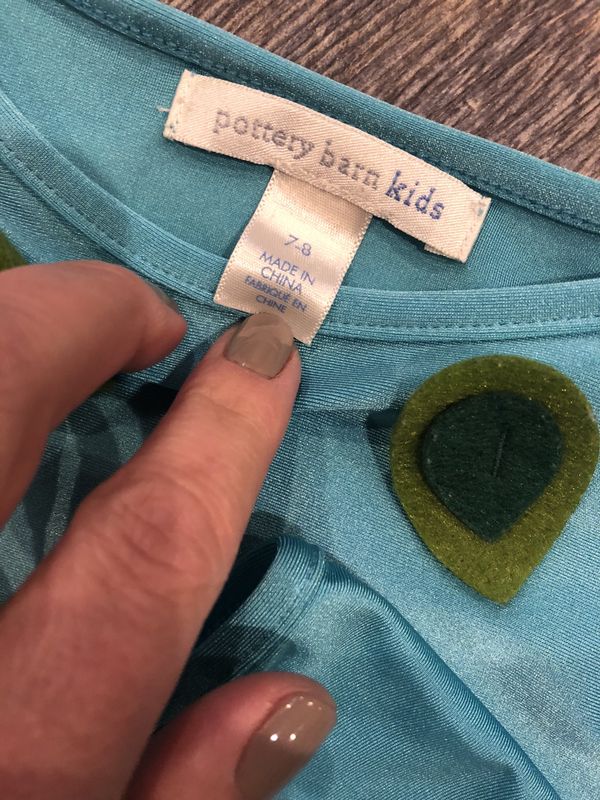 pottery barn kids
7-8
MADE IN
CHINA
FABRIQUÉ EN
CHINE